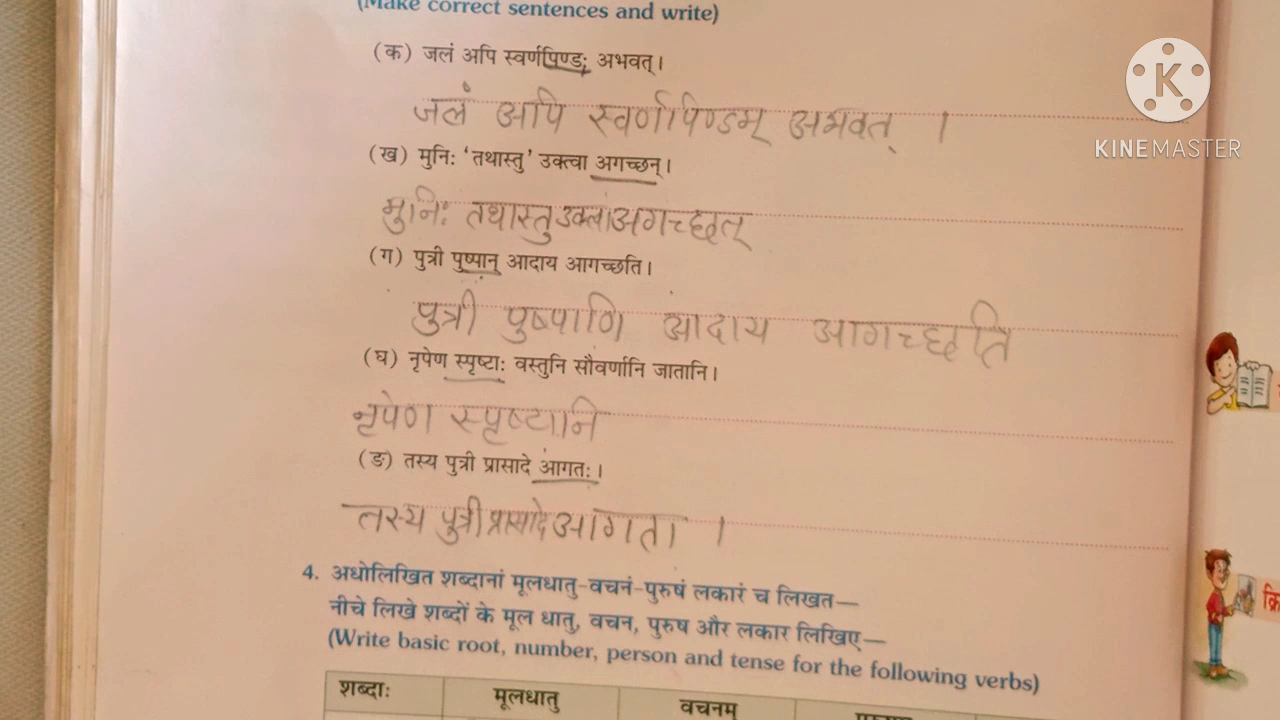 (Make correct sentences and write)
(क) जलं अपि स्वर्णपिण्डः अभवत्।
जलं अपि स्वर्णपिण्डम् अभवत् ।
KINEMASTER
(ख) मुनिः ‘तथास्तु’ उक्त्वा अगच्छन्।
मुनिः तथास्तु उक्त्वा अगच्छत्
(ग) पुत्री पुष्पान् आदाय आगच्छति।
पुत्री पुष्पाणि आदाय आगच्छति
(घ) नृपेण स्पृष्टाः वस्तुनि सौवर्णानि जातानि।
नृपेण स्पृष्टानि
(ङ) तस्य पुत्री प्रासादे आगतः।
तस्य पुत्री प्रासादे आगता ।
4. अधोलिखित शब्दानां मूलधातु-वचनं-पुरुषं लकारं च लिखत—
नीचे लिखे शब्दों के मूल धातु, वचन, पुरुष और लकार लिखिए—
(Write basic root, number, person and tense for the following verbs)
शब्दाः मूलधातु वचनम्